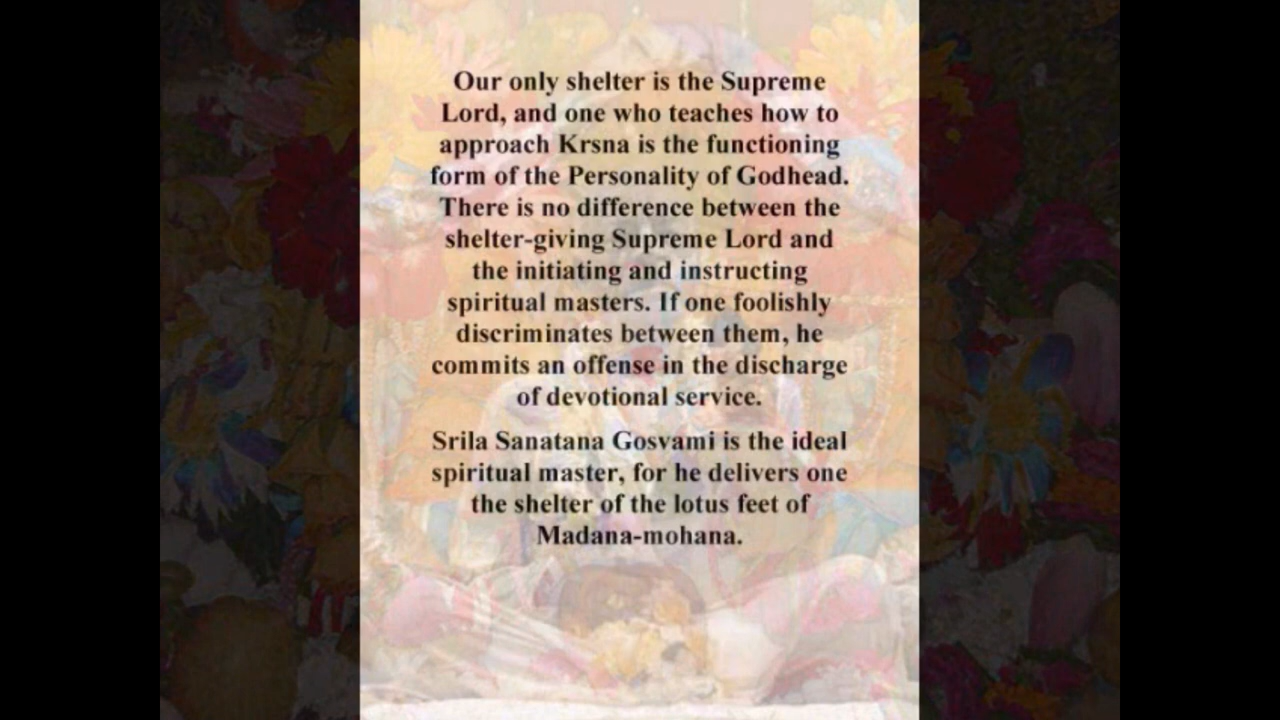 Our only shelter is the Supreme
Lord, and one who teaches how to
approach Krsna is the functioning
form of the Personality of Godhead.
There is no difference between the
shelter-giving Supreme Lord and
the initiating and instructing
spiritual masters. If one foolishly
discriminates between them, he
commits an offense in the discharge
of devotional service.
Srila Sanatana Gosvami is the ideal
spiritual master, for he delivers one
the shelter of the lotus feet of
Madana-mohana.